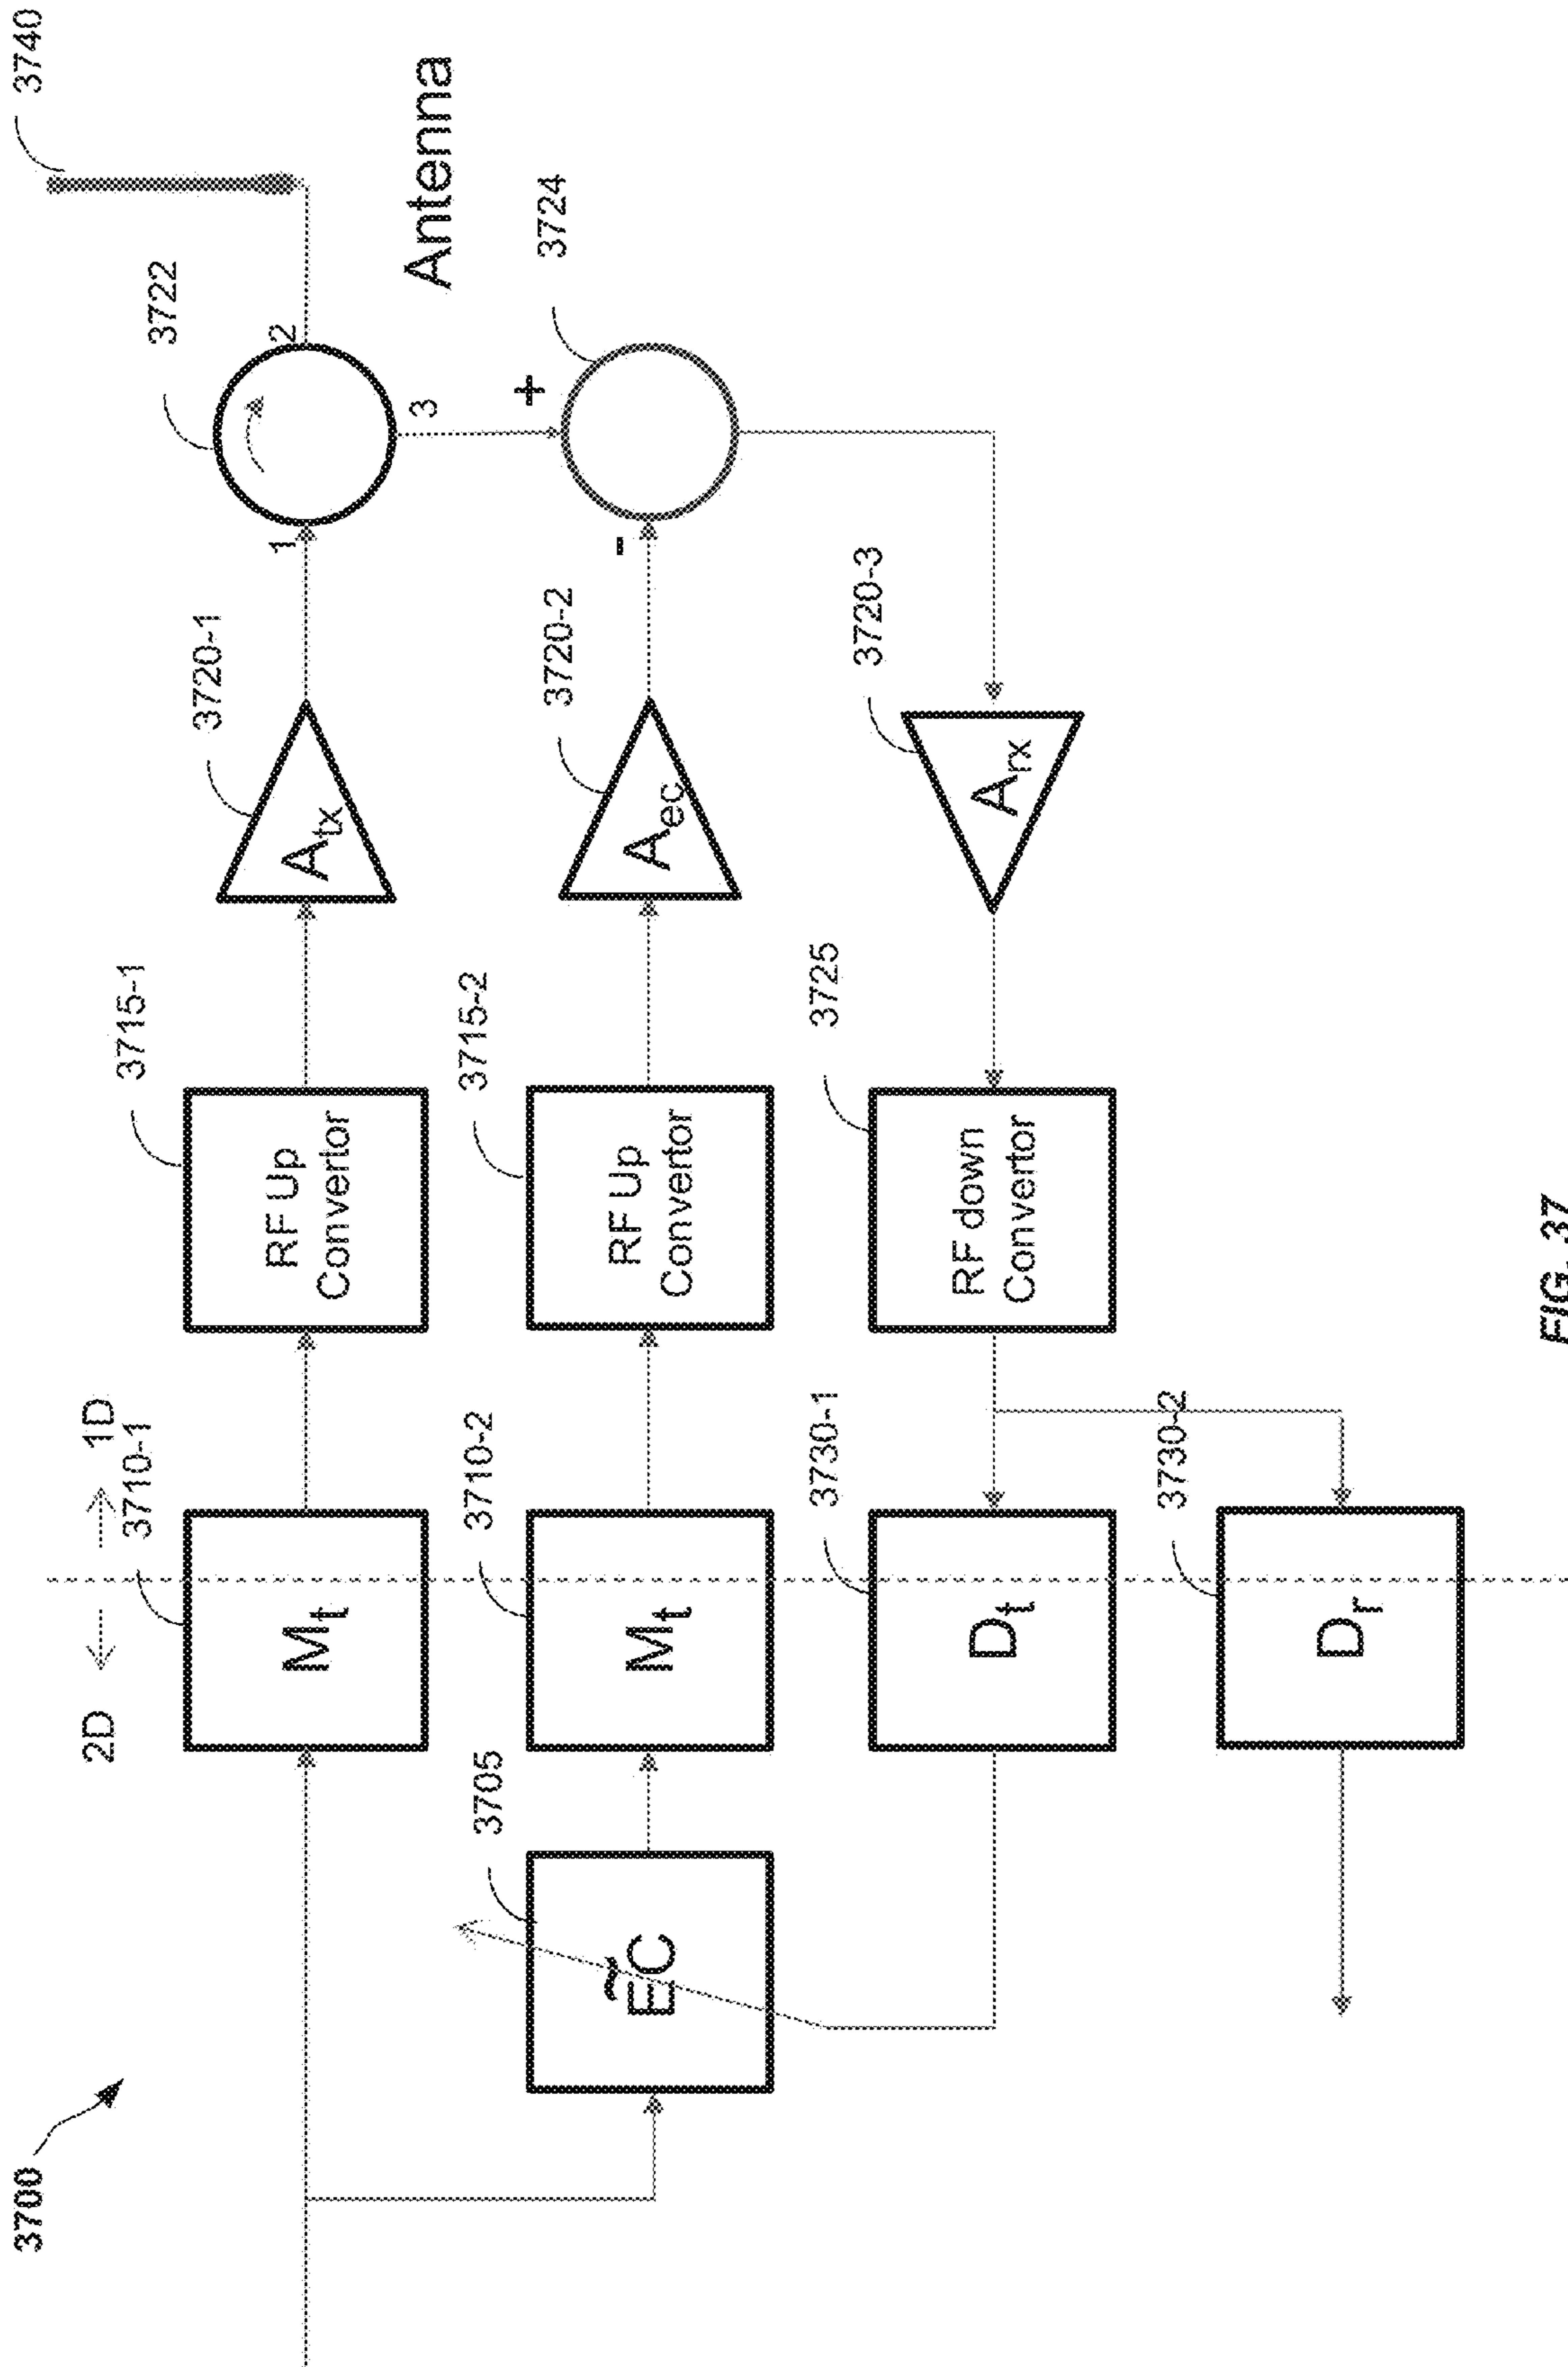 3700
2D
1D
3710-1
Mt
3715-1
RF Up
Convertor
3720-1
Atx
3722
1
2
3
3740
Antenna
3705
ẼC
3710-2
Mt
3715-2
RF Up
Convertor
3720-2
Aec
-
+
3724
3730-1
Dt
3725
RF down
Convertor
3720-3
Arx
3730-2
Dr
FIG. 37